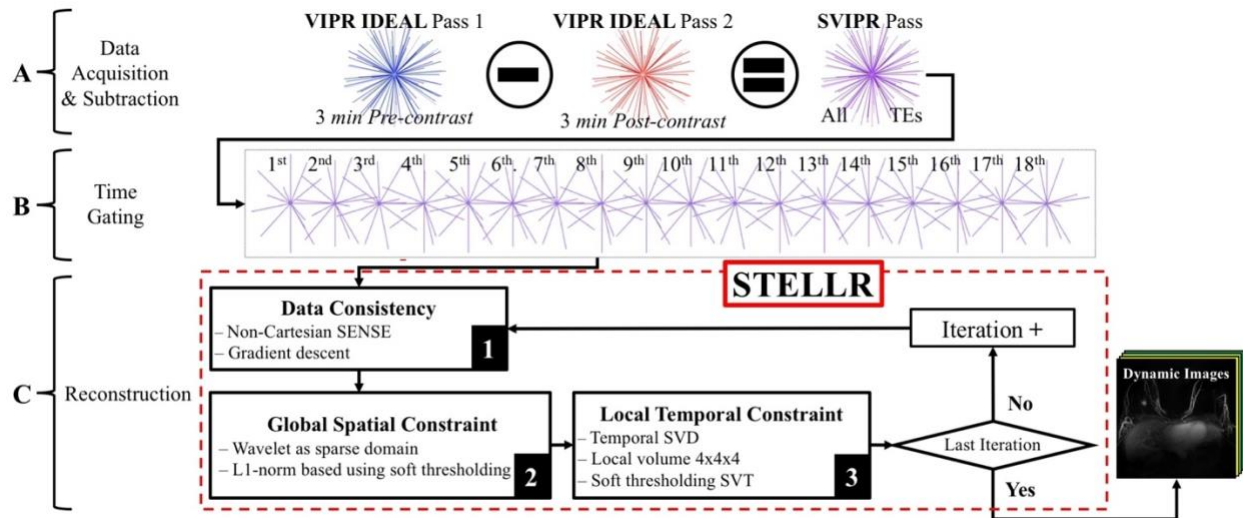 VIPR IDEAL Pass 1
VIPR IDEAL Pass 2
SVIPR Pass
A
Data
Acquisition
& Subtraction
3 min Pre-contrast
3 min Post-contrast
All TEs
B
Time
Gating
1st 2nd 3rd 4th 5th 6th. 7th 8th 9th 10th 11th 12th 13th 14th 15th 16th 17th 18th
STELLR
C
Reconstruction
Data Consistency
– Non-Cartesian SENSE
– Gradient descent
1
Iteration +
Global Spatial Constraint
– Wavelet as sparse domain
– L1-norm based using soft thresholding
2
Local Temporal Constraint
– Temporal SVD
– Local volume 4x4x4
– Soft thresholding SVT
3
No
Last Iteration
Yes
Dynamic Images